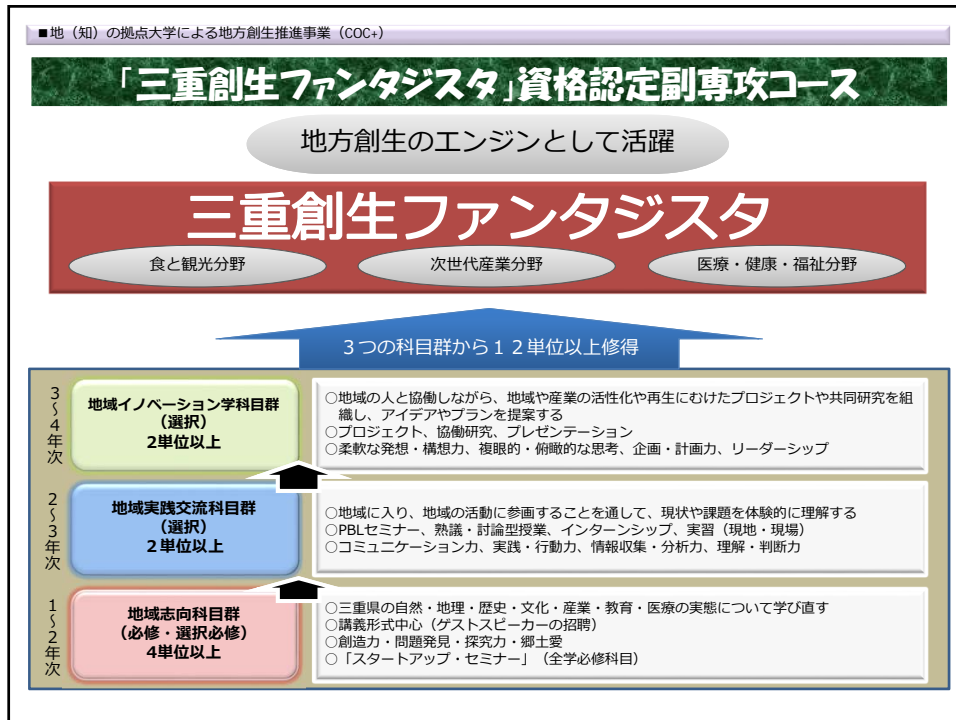 ■地（知）の拠点大学による地方創生推進事業（COC+）
「三重創生ファンタジスタ」資格認定副専攻コース
地方創生のエンジンとして活躍
三重創生ファンタジスタ
食と観光分野
次世代産業分野
医療・健康・福祉分野
３つの科目群から１２単位以上修得
3～4年次
地域イノベーション学科目群
（選択）
2単位以上
○地域の人と協働しながら、地域や産業の活性化や再生にむけたプロジェクトや共同研究を組
織し、アイデアやプランを提案する
○プロジェクト、協働研究、プレゼンテーション
○柔軟な発想・構想力、複眼的・俯瞰的な思考、企画・計画力、リーダーシップ
2～3年次
地域実践交流科目群
（選択）
２単位以上
○地域に入り、地域の活動に参画することを通して、現状や課題を体験的に理解する
○PBLセミナー、熟議・討論型授業、インターンシップ、実習（現地・現場）
○コミュニケーション力、実践・行動力、情報収集・分析力、理解・判断力
1～2年次
地域志向科目群
（必修・選択必修）
4単位以上
○三重県の自然・地理・歴史・文化・産業・教育・医療の実態について学び直す
○講義形式中心（ゲストスピーカーの招聘）
○創造力・問題発見・探究力・郷土愛
○「スタートアップ・セミナー」（全学必修科目）